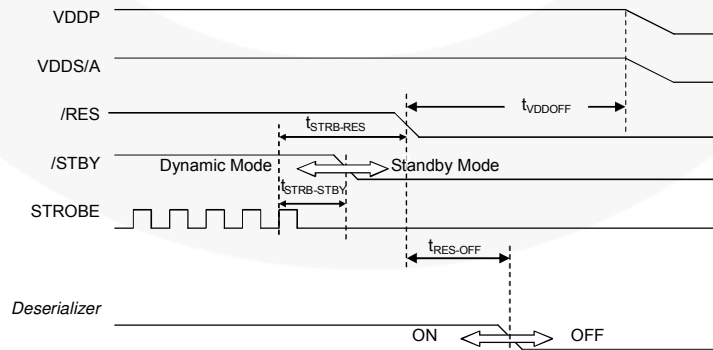 VDDP
VDDS/A
/RES
tVDDOFF
tSTRB-RES
/STBY
Dynamic Mode
Standby Mode
tSTRB-STBY
STROBE
tRES-OFF
Deserializer
ON
OFF